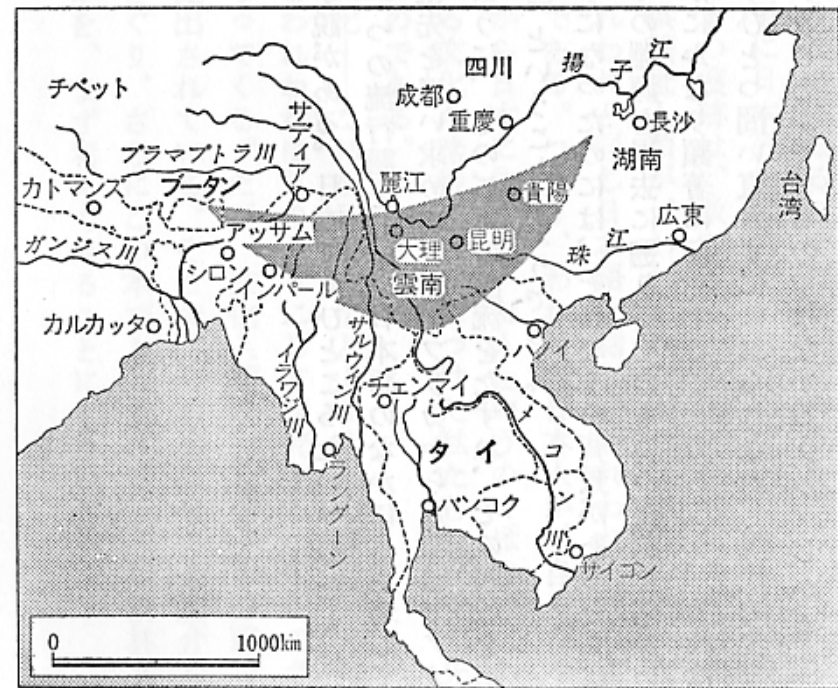 四川
揚子江
チベット
成都
重慶
長沙
サディア
ブラマプトラ川
湖南
麗江
ブータン
貴陽
カトマンズ
台湾
アッサム
大理
昆明
広東
ガンジス川
珠江
シロン
雲南
インパール
カルカッタ
サルウィン川
ハノイ
イラワジ川
チェンマイ
メコン川
タイ
ラングーン
バンコク
サイコン
0 1000km